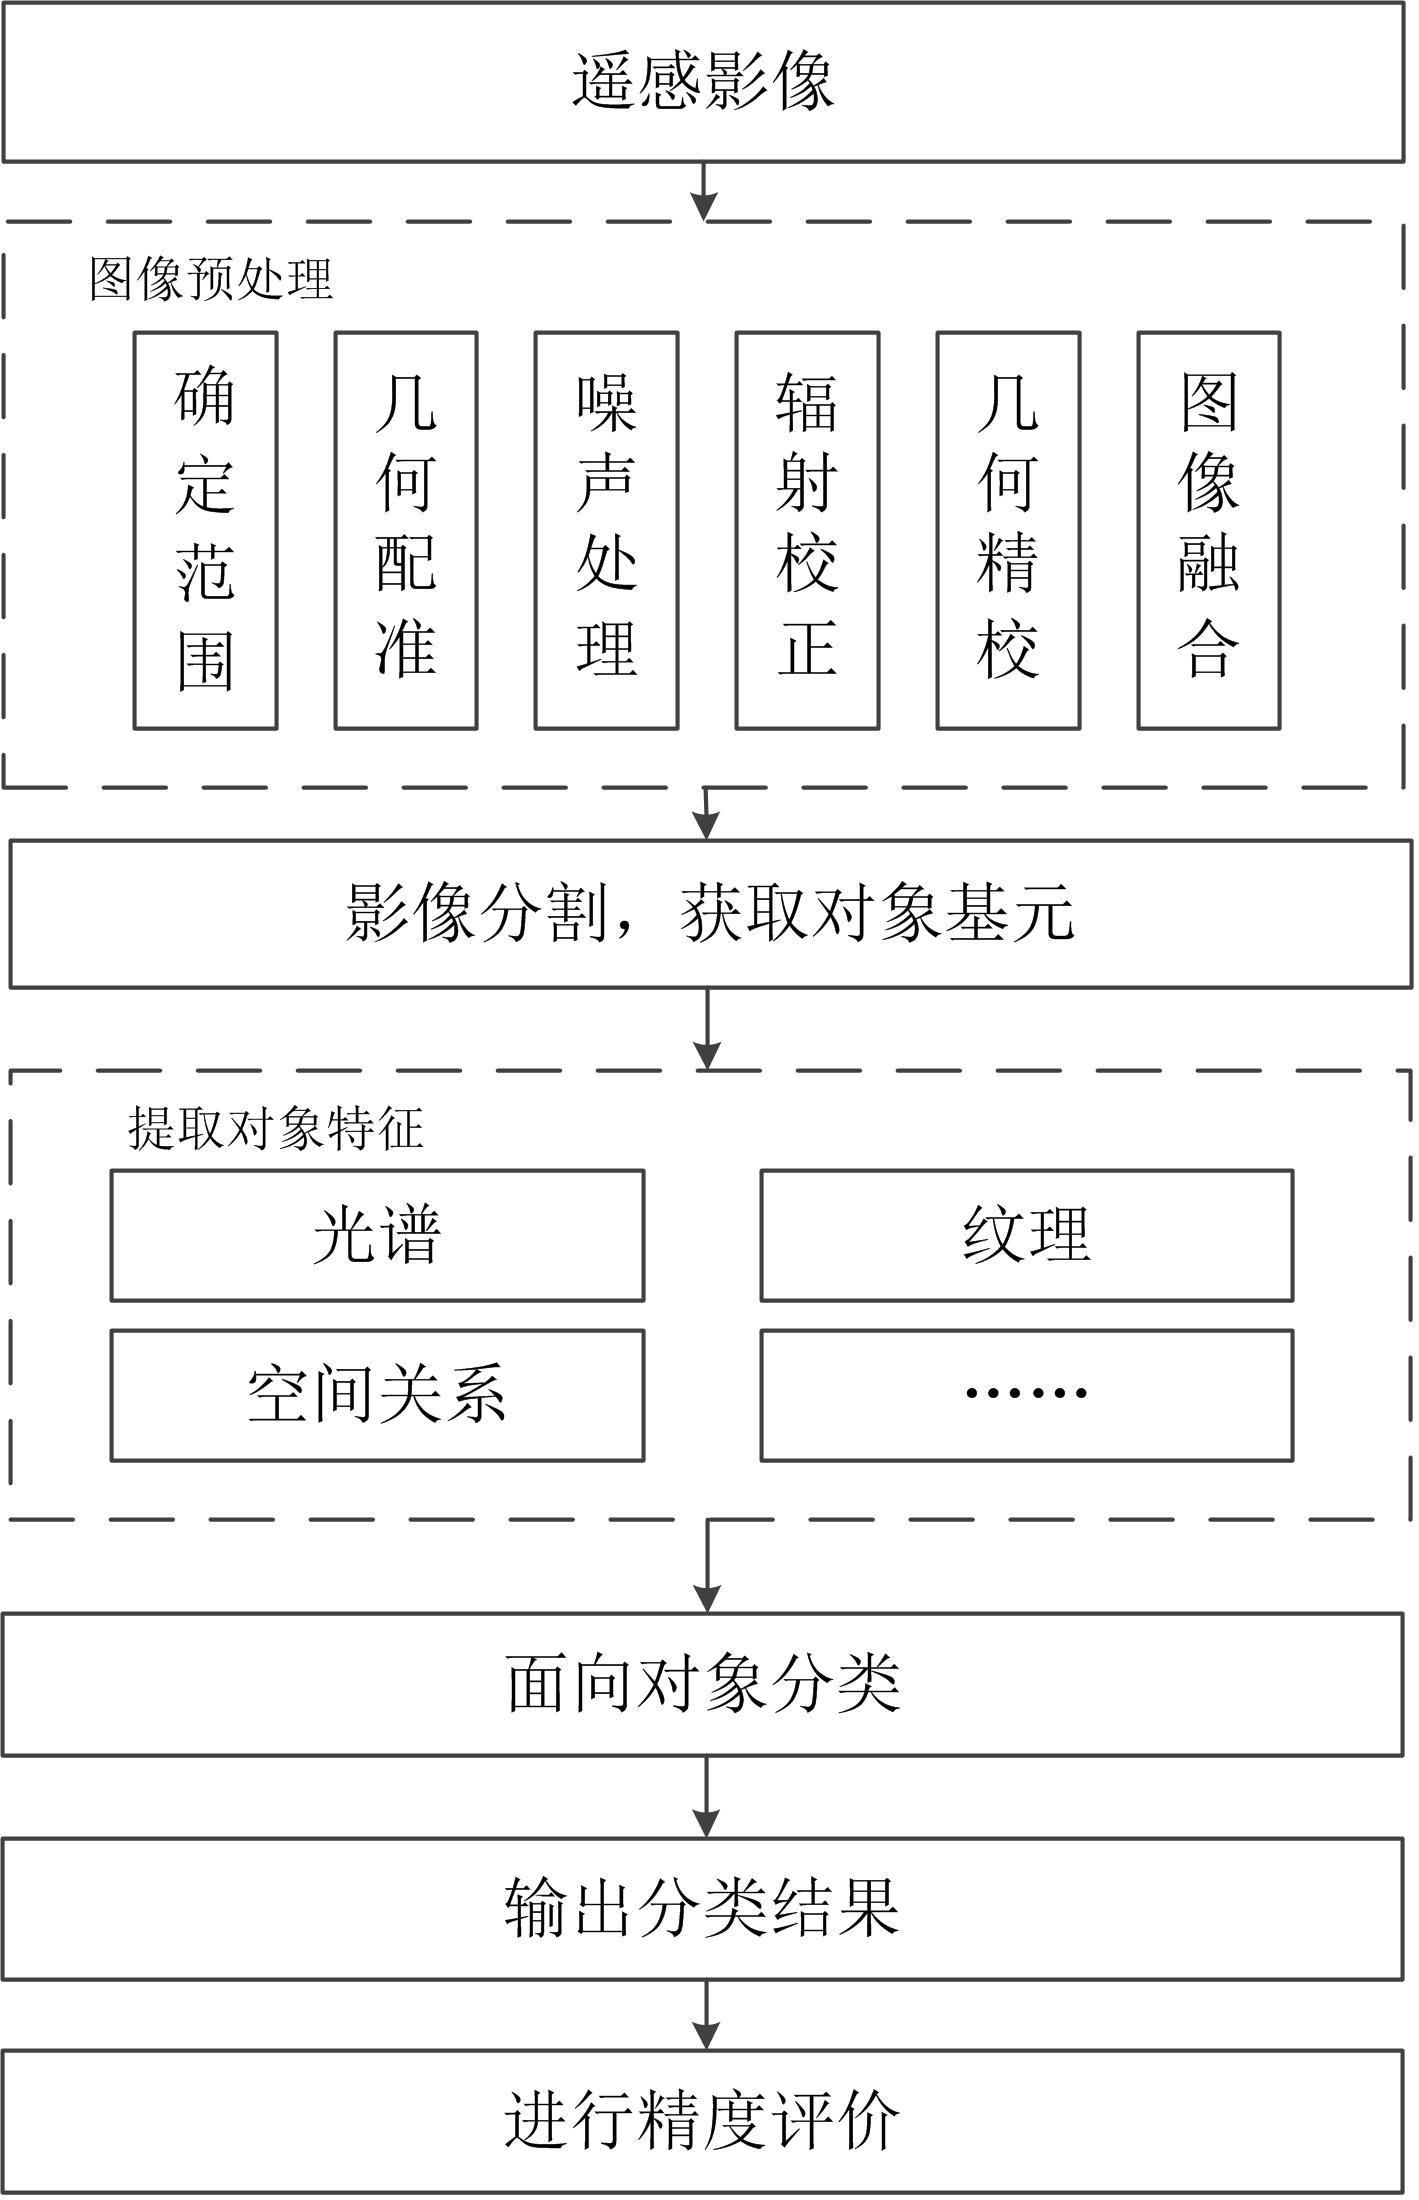 遥感影像
图像预处理
确定范围
几何配准
噪声处理
辐射校正
几何精校
图像融合
影像分割，获取对象基元
提取对象特征
光谱
纹理
空间关系
······
面向对象分类
输出分类结果
进行精度评价